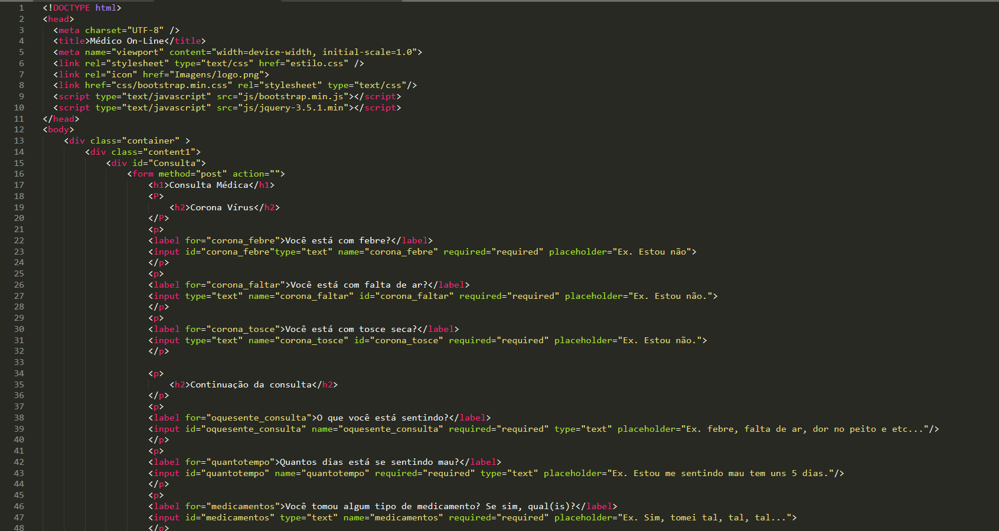 1 <!DOCTYPE html>
2 <head>
3 <meta charset="UTF-8" />
4 <title>Médico On-Line</title>
5 <meta name="viewport" content="width=device-width, initial-scale=1.0">
6 <link rel="stylesheet" type="text/css" href="estilo.css" />
7 <link rel="icon" href="Imagens/logo.png">
8 <link href="css/bootstrap.min.css" rel="stylesheet" type="text/css"/>
9 <script type="text/javascript" src="js/bootstrap.min.js"></script>
10 <script type="text/javascript" src="js/jquery-3.5.1.min"></script>
11 </head>
12 <body>
13 <div class="container" >
14 <div class="content1">
15 <div id="Consulta">
16 <form method="post" action="">
17 <h1>Consulta Médica</h1>
18 <P>
19 <h2>Corona Vírus</h2>
20 </P>
21 <p>
22 <label for="corona_febre">Você está com febre?</label>
23 <input id="corona_febre"type="text" name="corona_febre" required="required" placeholder="Ex. Estou não">
24 </p>
25 <p>
26 <label for="corona_faltar">Você está com falta de ar?</label>
27 <input type="text" name="corona_faltar" id="corona_faltar" required="required" placeholder="Ex. Estou não.">
28 </p>
29 <p>
30 <label for="corona_tosce">Você está com tosce seca?</label>
31 <input type="text" name="corona_tosce" id="corona_tosce" required="required" placeholder="Ex. Estou não.">
32 </p>
33
34 <p>
35 <h2>Continuação da consulta</h2>
36 </p>
37 <p>
38 <label for="oquesente_consulta">O que você está sentindo?</label>
39 <input id="oquesente_consulta" name="oquesente_consulta" required="required" type="text" placeholder="Ex. febre, falta de ar, dor no peito e etc..."/>
40 </p>
41 <p>
42 <label for="quantotempo">Quantos dias está se sentindo mau?</label>
43 <input id="quantotempo" name="quantotempo" required="required" type="text" placeholder="Ex. Estou me sentindo mau tem uns 5 dias."/>
44 </p>
45 <p>
46 <label for="medicamentos">Você tomou algum tipo de medicamento? Se sim, qual(is)?</label>
47 <input id="medicamentos" type="text" name="medicamentos" required="required" placeholder="Ex. Sim, tomei tal, tal, tal...">
48 </p>